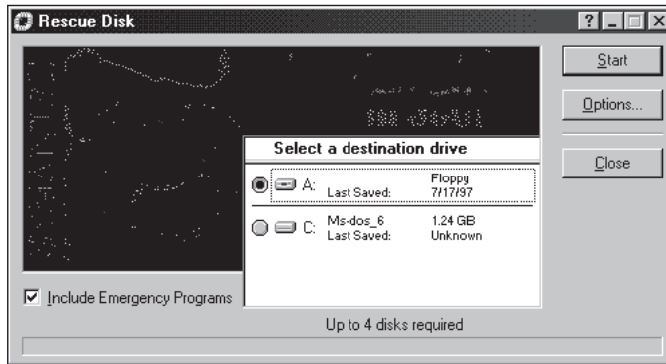 Rescue Disk
Start
Options...
Close
Select a destination drive
A: Floppy
Last Saved: 7/17/97
C: Ms-dos_6 1.24 GB
Last Saved: Unknown
Include Emergency Programs
Up to 4 disks required